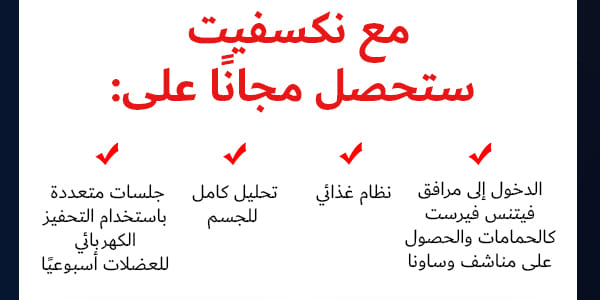 مع نكسفيت
ستحصل مجانًا على:
الدخول إلى مرافق
فيتنس فيرست
كالحمامات والحصول
على مناشف وساونا
نظام غذائي
تحليل كامل
للجسم
جلسات متعددة
باستخدام التحفيز
الكهربائي
للعضلات أسبوعيًا